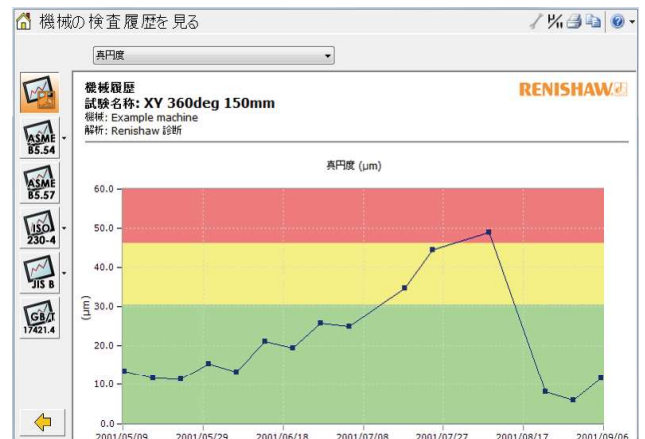 機械の検査履歴を見る
真円度
機械履歴
RENISHAW
試験名称: XY 360deg 150mm
機械: Example machine
解析: Renishaw 診断
ASME
B5.54
ASME
B5.57
ISO
230-4
JIS B
GB/T
17421.4
真円度 (µm)
(µm)
60.0
50.0
40.0
30.0
20.0
10.0
0.0
2001/05/09 2001/05/29 2001/06/18 2001/07/08 2001/07/27 2001/08/17 2001/09/06